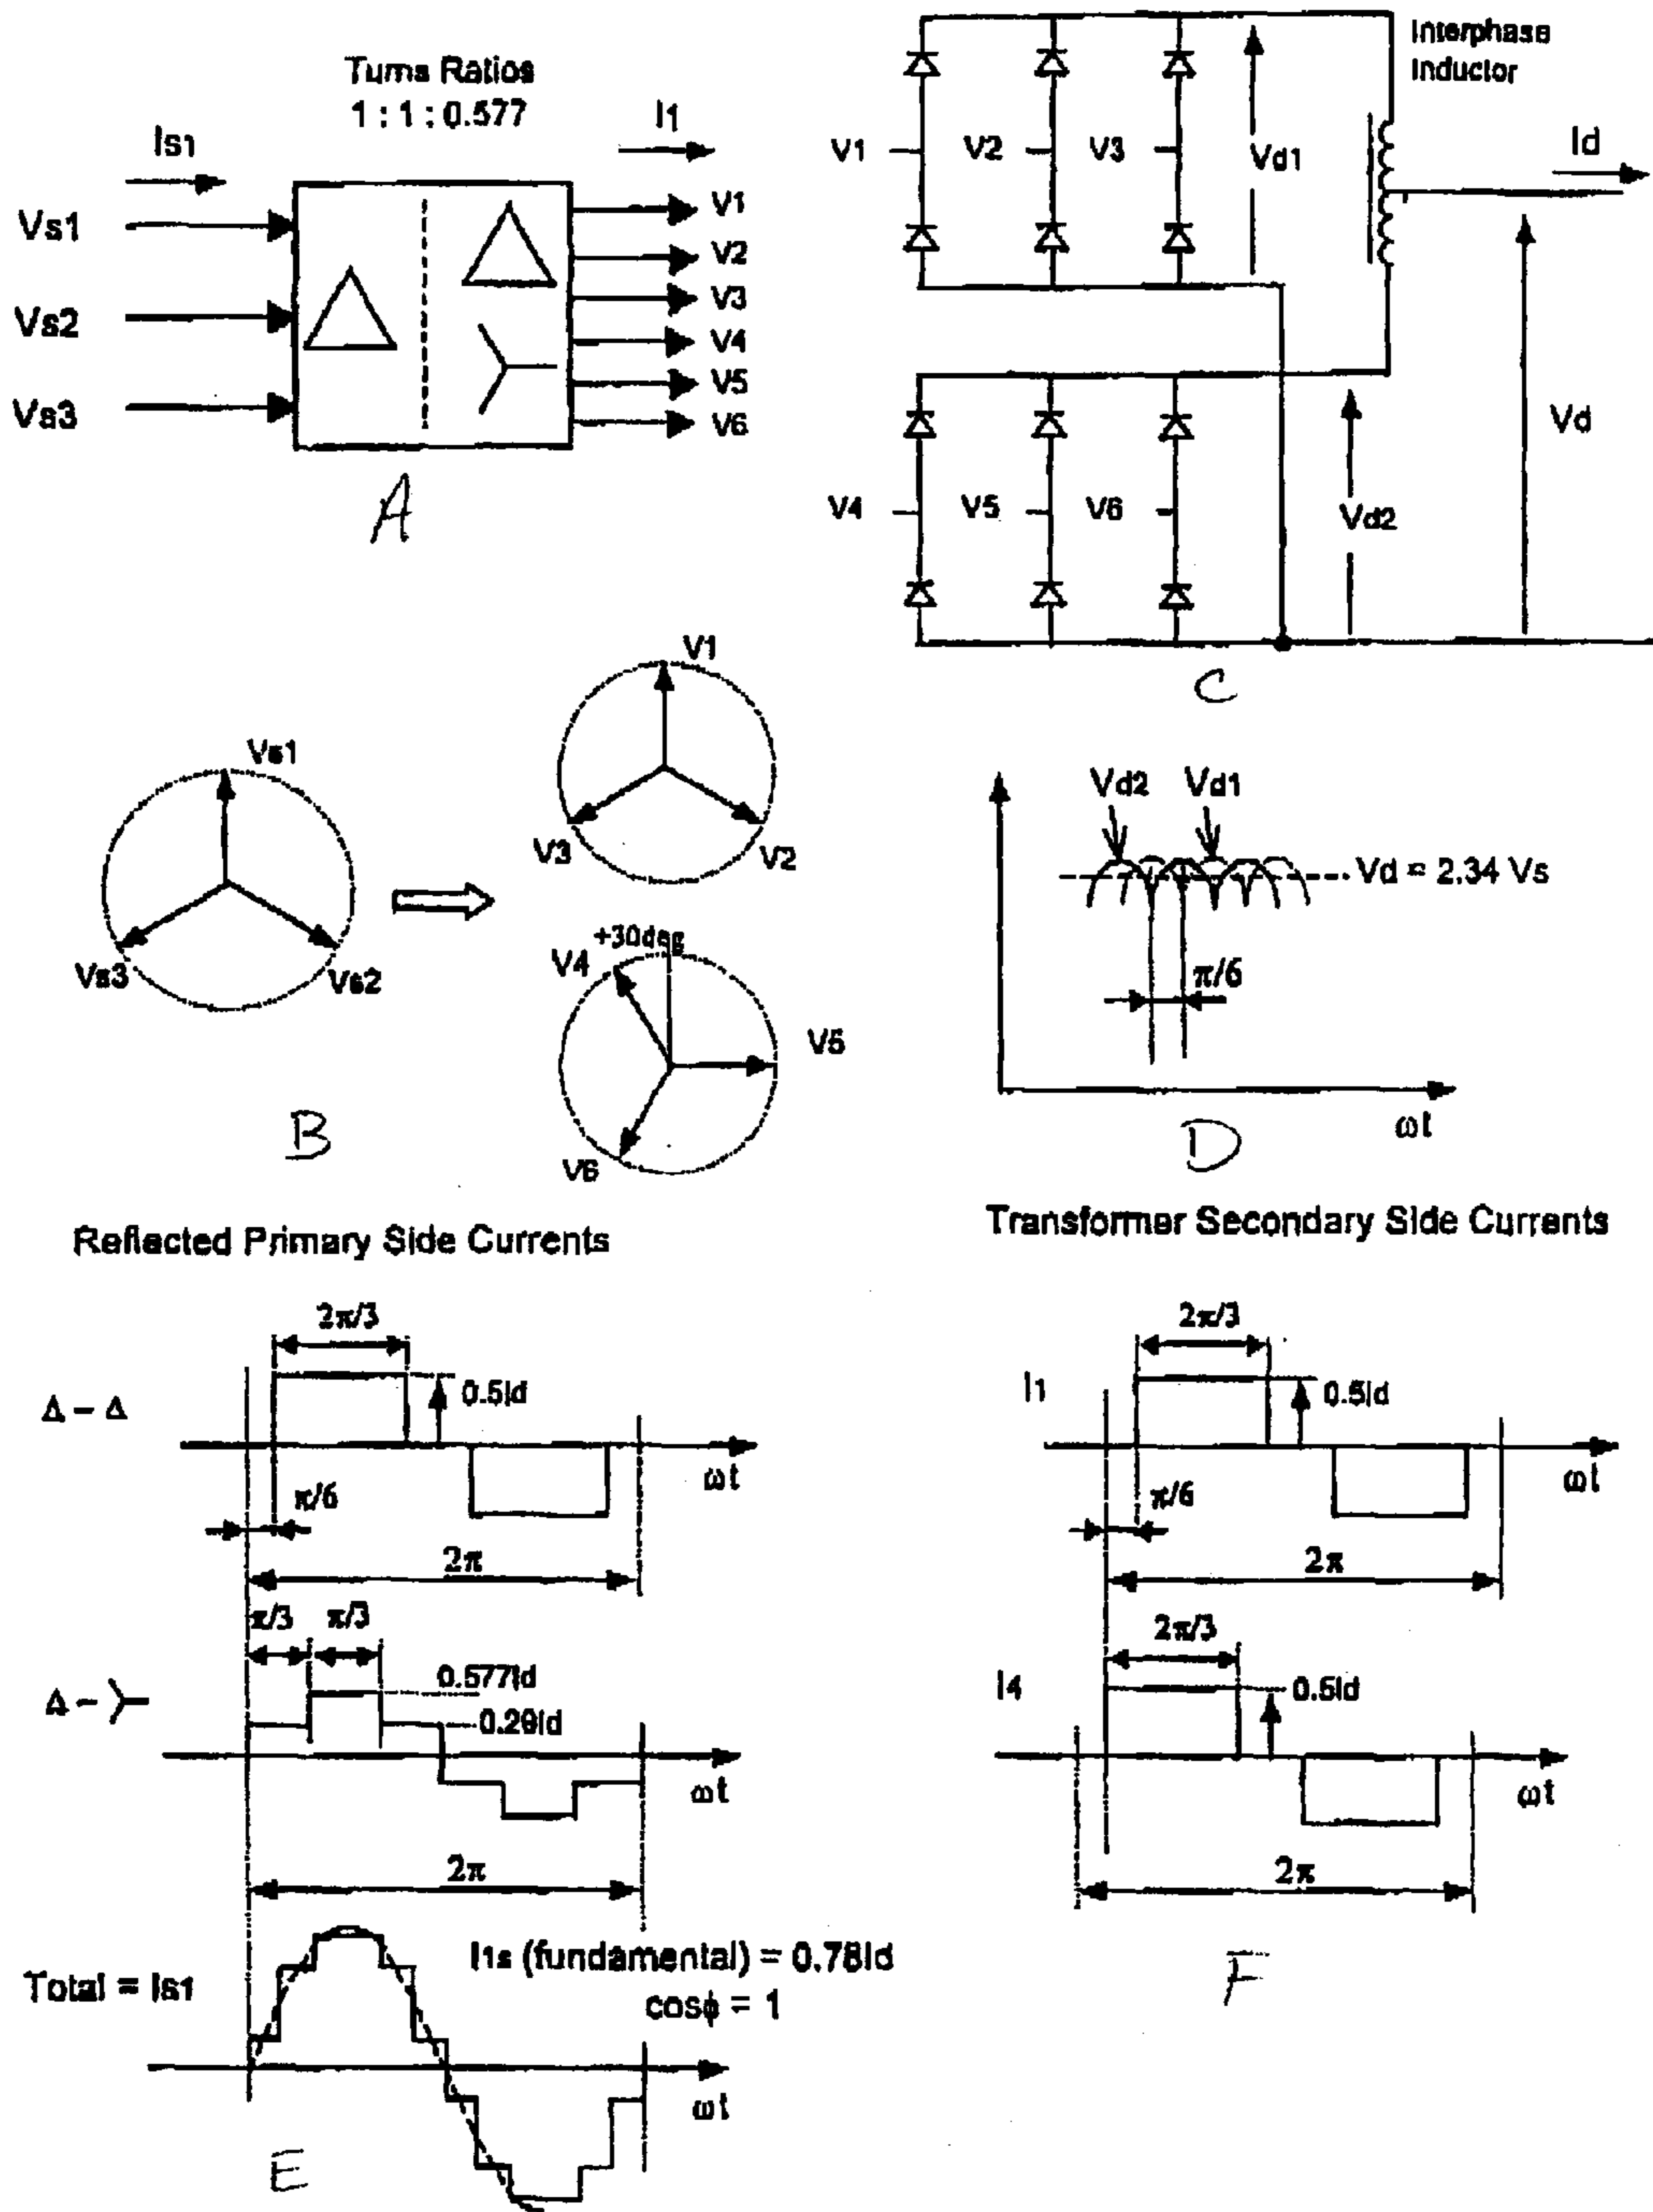 Turns Ratios
1 : 1 : 0.577
Is1
I1
Vs1
Vs2
Vs3
V1
V2
V3
V4
V5
V6
A
Interphase
Inductor
V1
V2
V3
Vd1
Id
V4
V5
V6
Vd2
Vd
C
Vs1
Vs3
Vs2
V1
V3
V2
+30deg
V4
V5
V6
B
Vd2
Vd1
Vd = 2.34 Vs
π/6
ωt
D
Reflected Primary Side Currents
Δ - Δ
2π/3
0.5Id
π/6
ωt
2π
Δ -
π/3
π/3
0.577Id
0.29Id
ωt
2π
Total = Is1
I1s (fundamental) = 0.78Id
cosϕ = 1
ωt
E
Transformer Secondary Side Currents
I1
2π/3
0.5Id
π/6
ωt
2π
I4
2π/3
0.5Id
ωt
2π
F